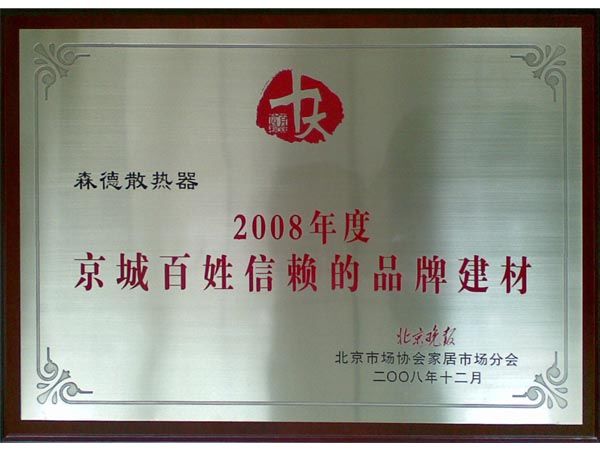 十大
森德散热器
2008年度
京城百姓信赖的品牌建材
北京晚报
北京市场协会家居市场分会
二〇〇八年十二月